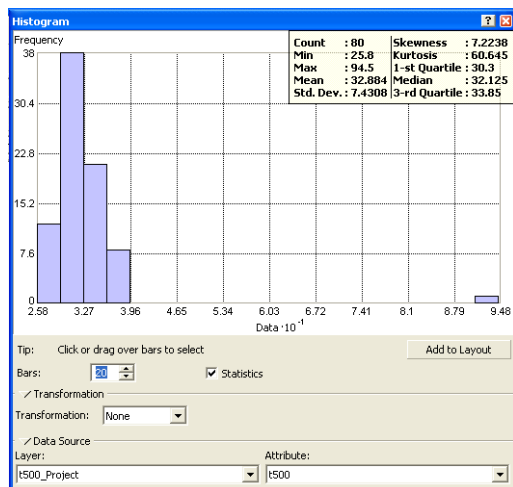 Histogram
Frequency
Count : 80 Skewness : 7.2238
Min : 25.8 Kurtosis : 60.645
Max : 94.5 1-st Quartile : 30.3
Mean : 32.884 Median : 32.125
Std. Dev. : 7.4308 3-rd Quartile : 33.85
38
30.4
22.8
15.2
7.6
0
2.58 3.27 3.96 4.65 5.34 6.03 6.72 7.41 8.1 8.79 9.48
Data ·10⁻¹
Tip: Click or drag over bars to select Add to Layout
Bars: 20 Statistics
Transformation
Transformation: None
Data Source
Layer: Attribute:
t500_Project t500